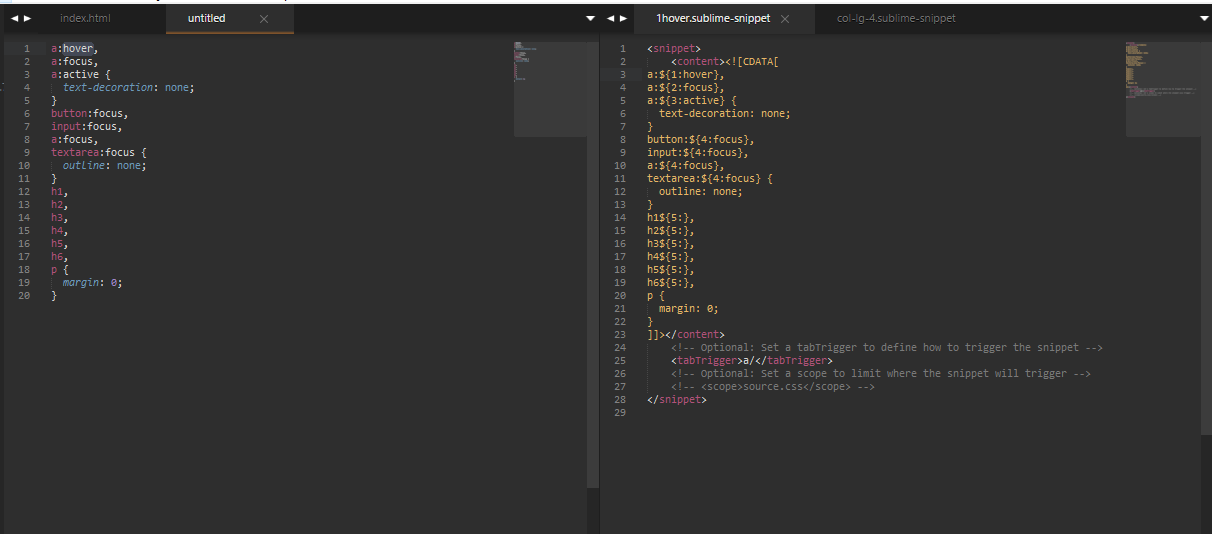 index.html
untitled
1hover.sublime-snippet
col-lg-4.sublime-snippet
1 a:hover,
2 a:focus,
3 a:active {
4 text-decoration: none;
5 }
6 button:focus,
7 input:focus,
8 a:focus,
9 textarea:focus {
10 outline: none;
11 }
12 h1,
13 h2,
14 h3,
15 h4,
16 h5,
17 h6,
18 p {
19 margin: 0;
20 }
1 <snippet>
2 <content><![CDATA[
3 a:${1:hover},
4 a:${2:focus},
5 a:${3:active} {
6 text-decoration: none;
7 }
8 button:${4:focus},
9 input:${4:focus},
10 a:${4:focus},
11 textarea:${4:focus} {
12 outline: none;
13 }
14 h1${5:},
15 h2${5:},
16 h3${5:},
17 h4${5:},
18 h5${5:},
19 h6${5:},
20 p {
21 margin: 0;
22 }
23 ]]></content>
24 <!-- Optional: Set a tabTrigger to define how to trigger the snippet -->
25 <tabTrigger>a/</tabTrigger>
26 <!-- Optional: Set a scope to limit where the snippet will trigger -->
27 <!-- <scope>source.css</scope> -->
28 </snippet>
29